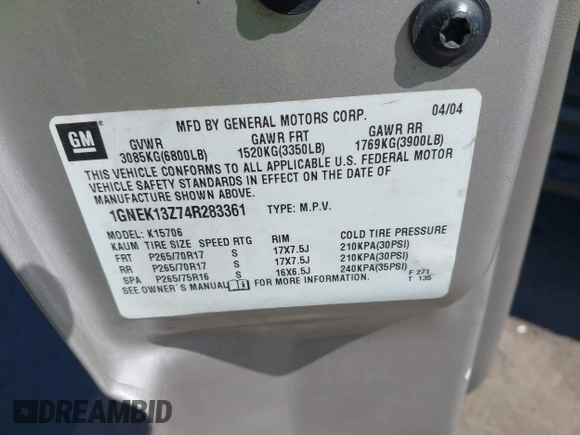 GM
MFD BY GENERAL MOTORS CORP. 04/04
GVWR GAWR FRT GAWR RR
3085KG(6800LB) 1520KG(3350LB) 1769KG(3900LB)
THIS VEHICLE CONFORMS TO ALL APPLICABLE U.S. FEDERAL MOTOR
VEHICLE SAFETY STANDARDS IN EFFECT ON THE DATE OF
MANUFACTURE SHOWN ABOVE.
1GNEK13Z74R283361 TYPE: M.P.V.
MODEL: K15706
KAUM TIRE SIZE SPEED RTG RIM COLD TIRE PRESSURE
FRT P265/70R17 S 17X7.5J 210KPA(30PSI)
RR P265/70R17 S 17X7.5J 210KPA(30PSI)
SPA P265/75R16 S 16X6.5J 240KPA(35PSI)
SEE OWNER'S MANUAL FOR MORE INFORMATION.
F 271
T 135
DREAMBID